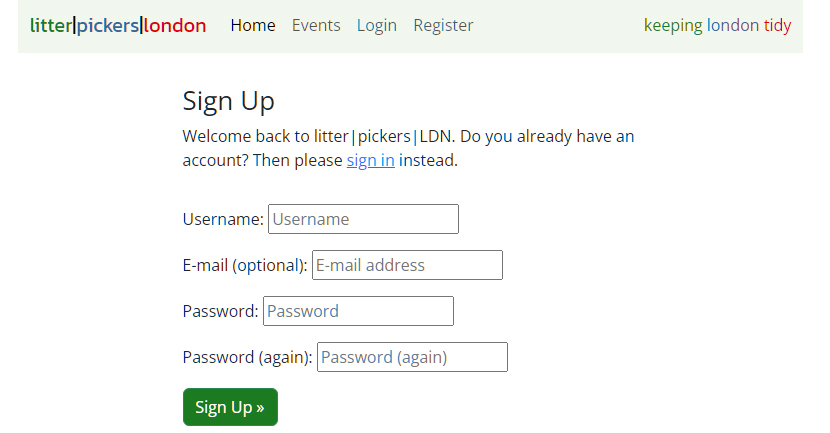 litter|pickers|london Home Events Login Register keeping london tidy
Sign Up
Welcome back to litter|pickers|LDN. Do you already have an
account? Then please sign in instead.
Username: Username
E-mail (optional): E-mail address
Password: Password
Password (again): Password (again)
Sign Up »